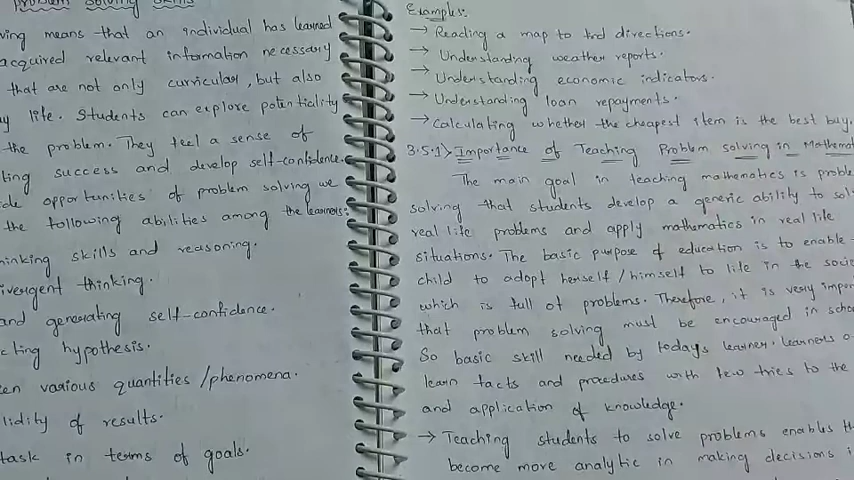 Problem Solving Skills
ving means that an individual has learned
acquired relevant information necessary
that are not only curricular, but also
ay life. Students can explore potentiality
the problem. They feel a sense of
ting success and develop self-confidence.
ide opportunities of problem solving we
the following abilities among the learners:
hinking skills and reasoning.
ivergent thinking.
and generating self-confidence.
cting hypothesis.
en various quantities/phenomena.
lidity of results.
task in terms of goals.
Examples:
→ Reading a map to find directions.
→ Understanding weather reports.
→ Understanding economic indicators.
→ Understanding loan repayments.
→ Calculating whether the cheapest item is the best buy.
3.5.1) Importance of Teaching Problem solving in Mathemat
The main goal in teaching mathematics is proble
solving that students develop a generic ability to sol
real life problems and apply mathematics in real life
situations. The basic purpose of education is to enable
child to adopt herself/himself to life in the socie
which is full of problems. Therefore, it is very impor
that problem solving must be encouraged in schoo
So basic skill needed by todays learner. learners
learn facts and procedures with few tries to the
and application of knowledge.
→ Teaching students to solve problems enables th
become more analytic in making decisions i